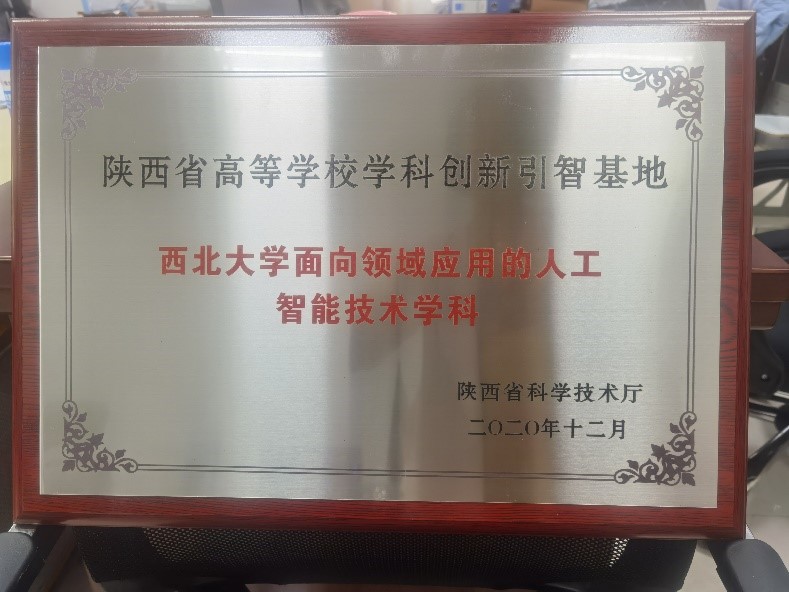 陕西省高等学校学科创新引智基地
西北大学面向领域应用的人工
智能技术学科
陕西省科学技术厅
二〇二〇年十二月